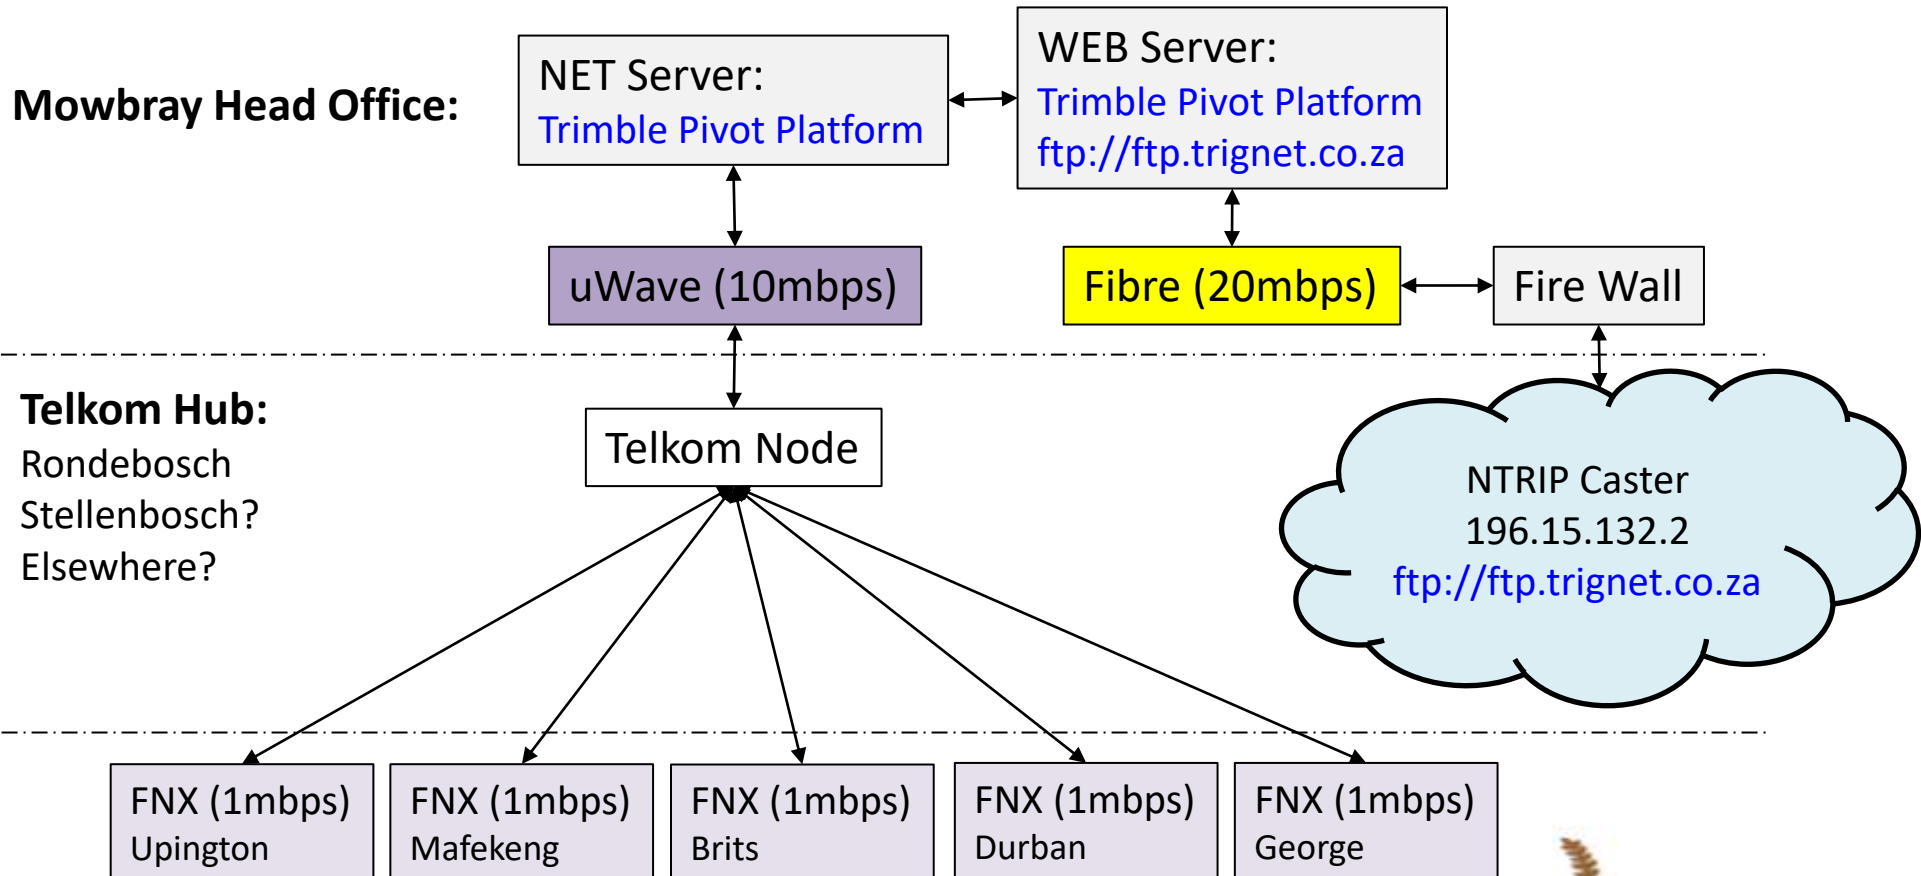 Mowbray Head Office:
NET Server:
Trimble Pivot Platform
WEB Server:
Trimble Pivot Platform
ftp://ftp.trignet.co.za
uWave (10mbps)
Fibre (20mbps)
Fire Wall
Telkom Hub:
Rondebosch
Stellenbosch?
Elsewhere?
Telkom Node
NTRIP Caster
196.15.132.2
ftp://ftp.trignet.co.za
FNX (1mbps)
Upington
FNX (1mbps)
Mafekeng
FNX (1mbps)
Brits
FNX (1mbps)
Durban
FNX (1mbps)
George